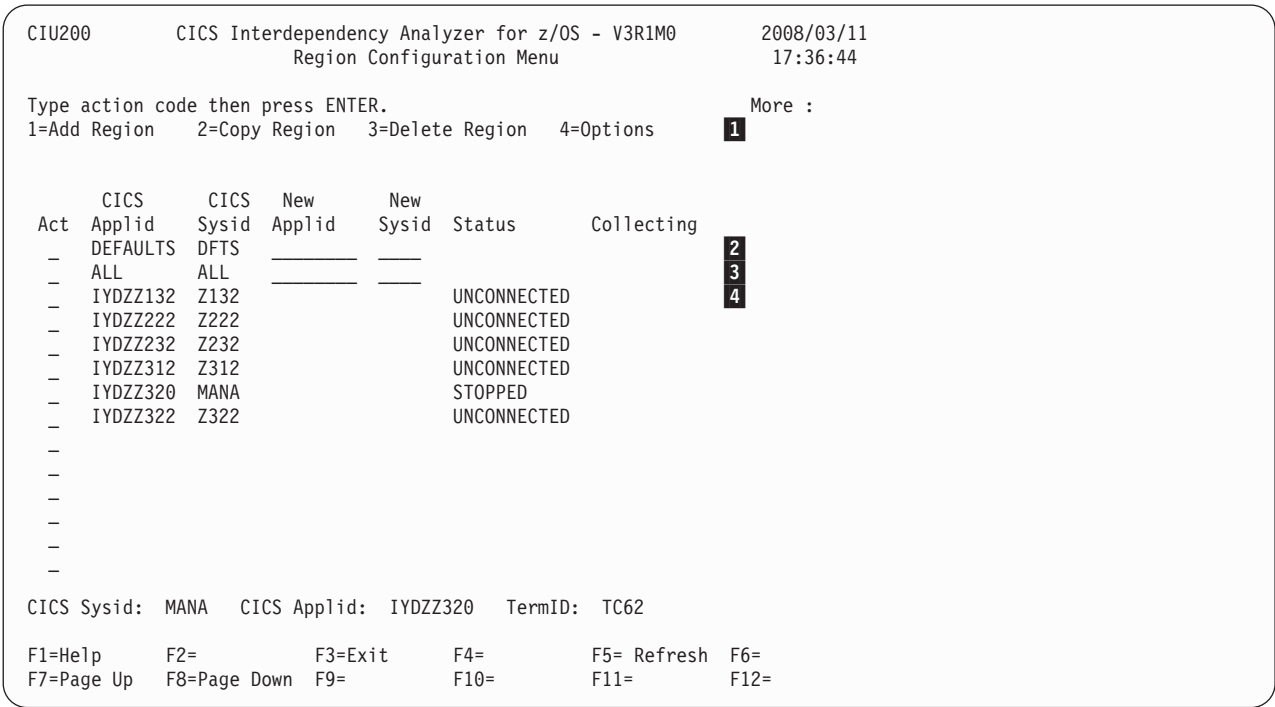 CIU200 CICS Interdependency Analyzer for z/OS - V3R1M0 2008/03/11
Region Configuration Menu 17:36:44
Type action code then press ENTER. More :
1=Add Region 2=Copy Region 3=Delete Region 4=Options 1
CICS CICS New New
Act Applid Sysid Applid Sysid Status Collecting
_ DEFAULTS DFTS ________ ____ 2
_ ALL ALL ________ ____ 3
_ IYDZZ132 Z132 UNCONNECTED 4
_ IYDZZ222 Z222 UNCONNECTED
_ IYDZZ232 Z232 UNCONNECTED
_ IYDZZ312 Z312 UNCONNECTED
_ IYDZZ320 MANA STOPPED
_ IYDZZ322 Z322 UNCONNECTED
_
_
_
_
_
_
CICS Sysid: MANA CICS Applid: IYDZZ320 TermID: TC62
F1=Help F2= F3=Exit F4= F5= Refresh F6=
F7=Page Up F8=Page Down F9= F10= F11= F12=